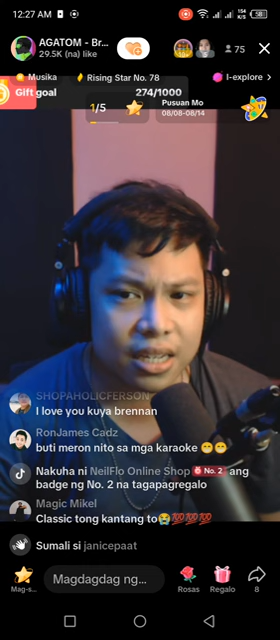 12:27 AM
154
K/S
58
AGATOM - Br...
29.5K (na) like
75
Musika
Rising Star No. 78
I-explore >
Gift goal
274/1000
1/5
Pusuan Mo
08/08-08/14
SHOPAHOLICFERSON
I love you kuya brennan
RonJames Cadz
buti meron nito sa mga karaoke 😁😁
Nakuha ni NeilFlo Online Shop No. 2 ang
badge ng No. 2 na tagapagregalo
Magic Mikel
Classic tong kantang to😭💯💯💯
Sumali si janicepaat
Mag-s...
Magdagdag ng...
Rosas
Regalo
8